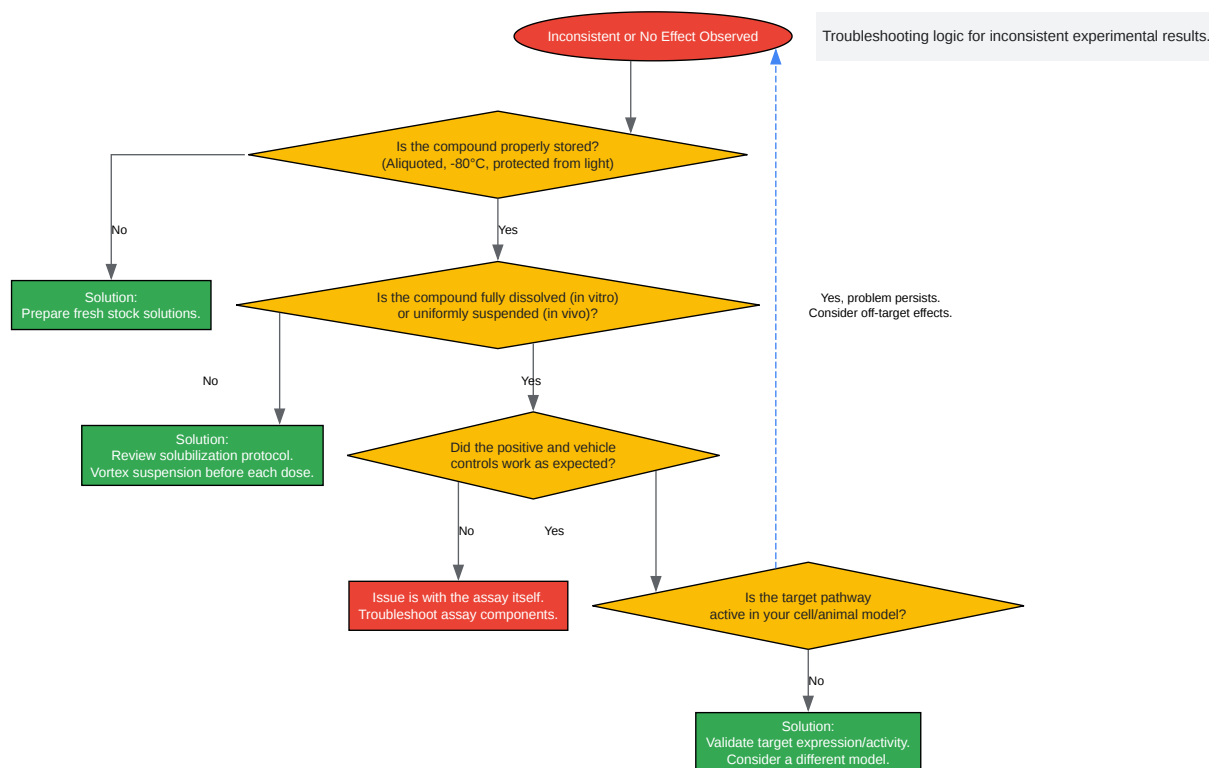 Inconsistent or No Effect Observed
Troubleshooting logic for inconsistent experimental results.
Is the compound properly stored?
(Aliquoted, -80°C, protected from light)
No
Yes
Solution:
Prepare fresh stock solutions.
Is the compound fully dissolved (in vitro)
or uniformly suspended (in vivo)?
Yes, problem persists.
Consider off-target effects.
No
Yes
Solution:
Review solubilization protocol.
Vortex suspension before each dose.
Did the positive and vehicle
controls work as expected?
No
Yes
Issue is with the assay itself.
Troubleshoot assay components.
Is the target pathway
active in your cell/animal model?
No
Solution:
Validate target expression/activity.
Consider a different model.